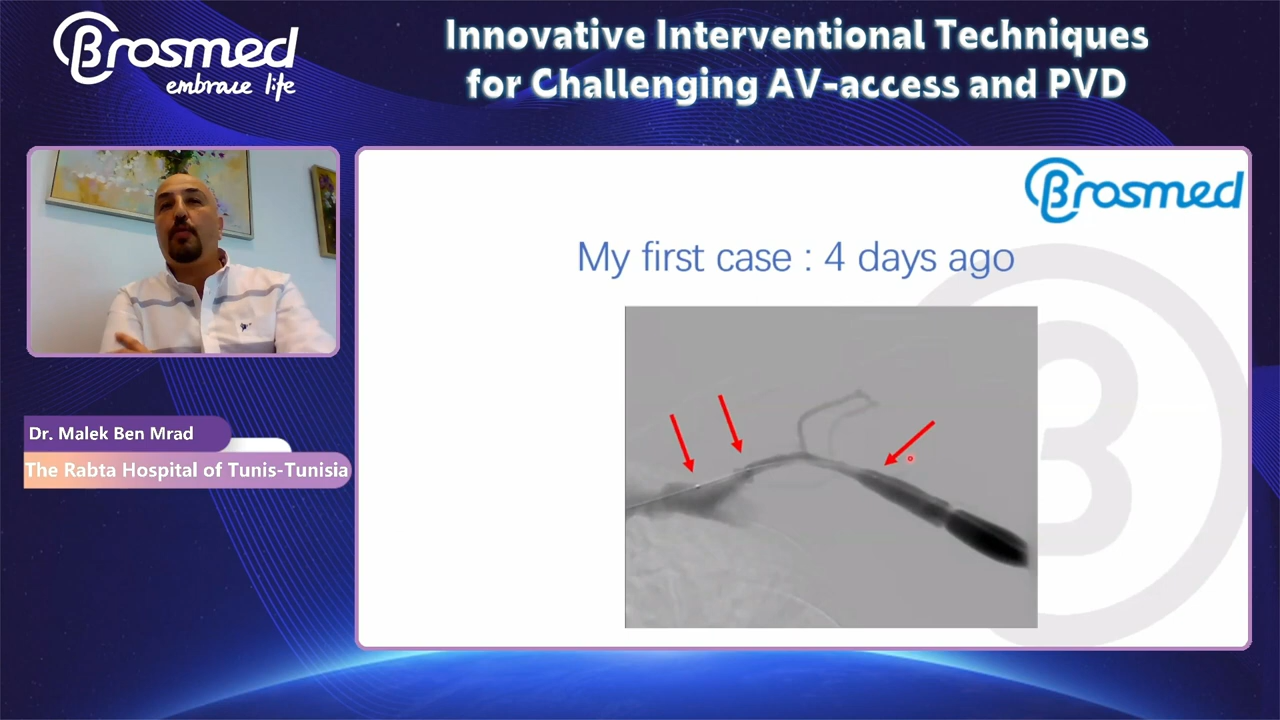 Brosmed
embrace life
Innovative Interventional Techniques
for Challenging AV-access and PVD
Brosmed
My first case : 4 days ago
Dr. Malek Ben Mrad
The Rabta Hospital of Tunis-Tunisia